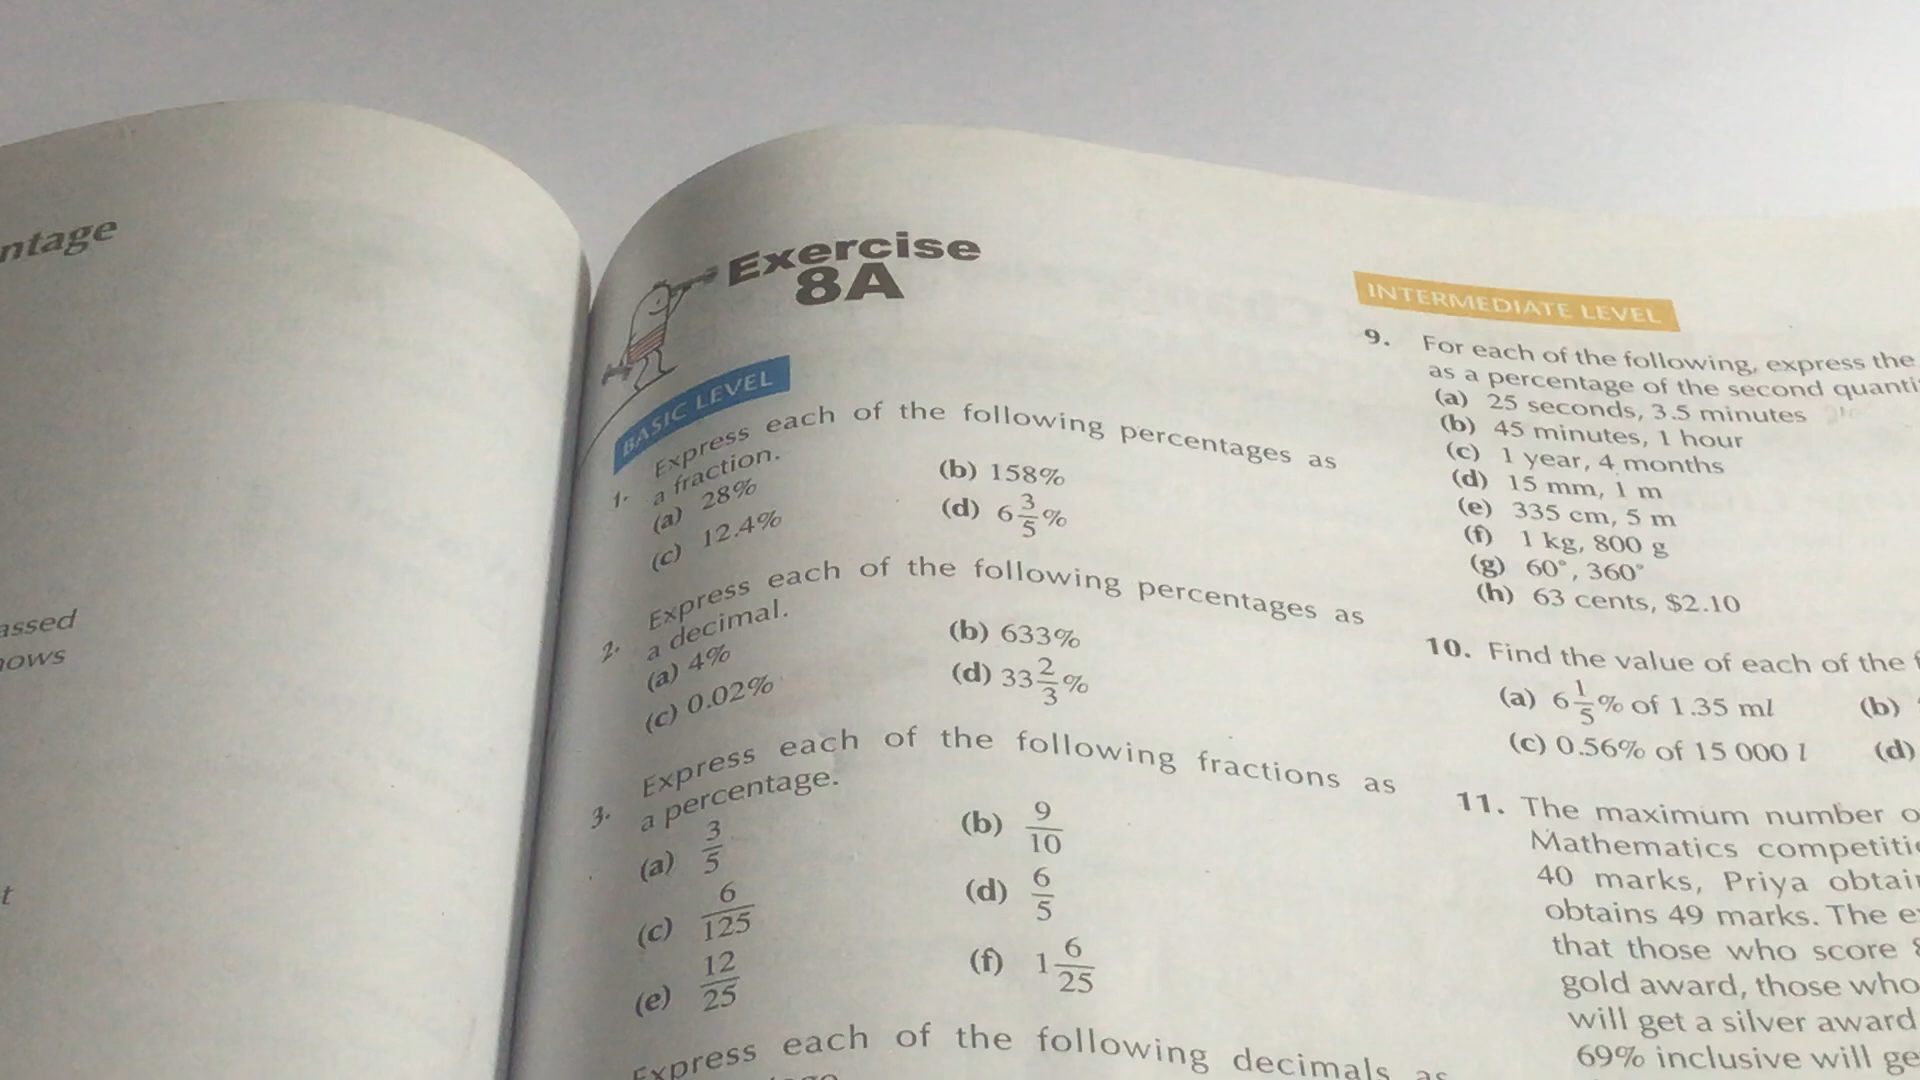 ntage
assed
nows
t
Exercise
8A
BASIC LEVEL
1. Express each of the following percentages as
a fraction.
(a) 28% (b) 158%
(c) 12.4% (d) 6 3/5 %
2. Express each of the following percentages as
a decimal.
(a) 4% (b) 633%
(c) 0.02% (d) 33 2/3 %
3. Express each of the following fractions as
a percentage.
(a) 3/5 (b) 9/10
(c) 6/125 (d) 6/5
(e) 12/25 (f) 1 6/25
Express each of the following decimals as
INTERMEDIATE LEVEL
9. For each of the following, express the
as a percentage of the second quanti
(a) 25 seconds, 3.5 minutes
(b) 45 minutes, 1 hour
(c) 1 year, 4 months
(d) 15 mm, 1 m
(e) 335 cm, 5 m
(f) 1 kg, 800 g
(g) 60°, 360°
(h) 63 cents, $2.10
10. Find the value of each of the f
(a) 6 1/5 % of 1.35 ml (b)
(c) 0.56% of 15 000 l (d)
11. The maximum number o
Mathematics competitio
40 marks, Priya obtain
obtains 49 marks. The e
that those who score 8
gold award, those who
will get a silver award
69% inclusive will ge